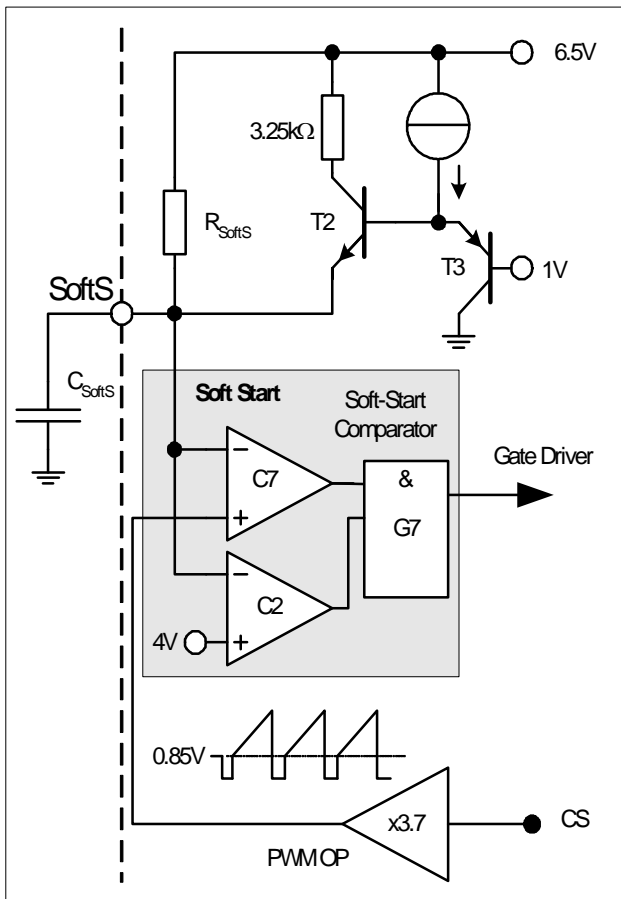 6.5V
3.25kΩ
R_SoftS
T2
T3
1V
SoftS
C_SoftS
Soft Start
Soft-Start
Comparator
−
C7
+
&
G7
Gate Driver
−
C2
4V
+
0.85V
x3.7
CS
PWM OP